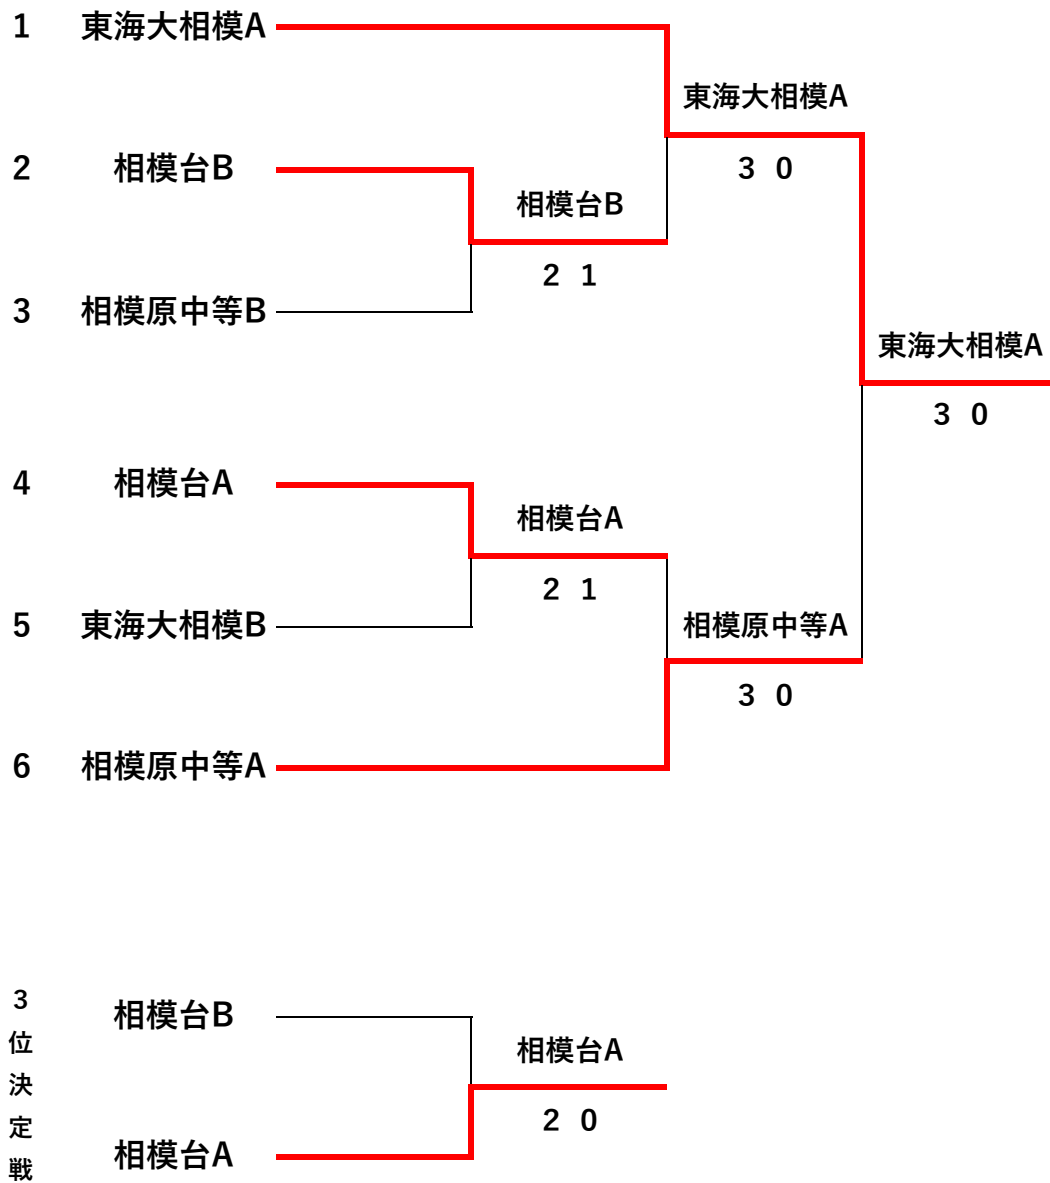 1 東海大相模A
東海大相模A
3 0
2 相模台B
相模台B
2 1
3 相模原中等B
東海大相模A
3 0
4 相模台A
相模台A
2 1
5 東海大相模B
相模原中等A
3 0
6 相模原中等A
3位決定戦
相模台B
相模台A
2 0
相模台A